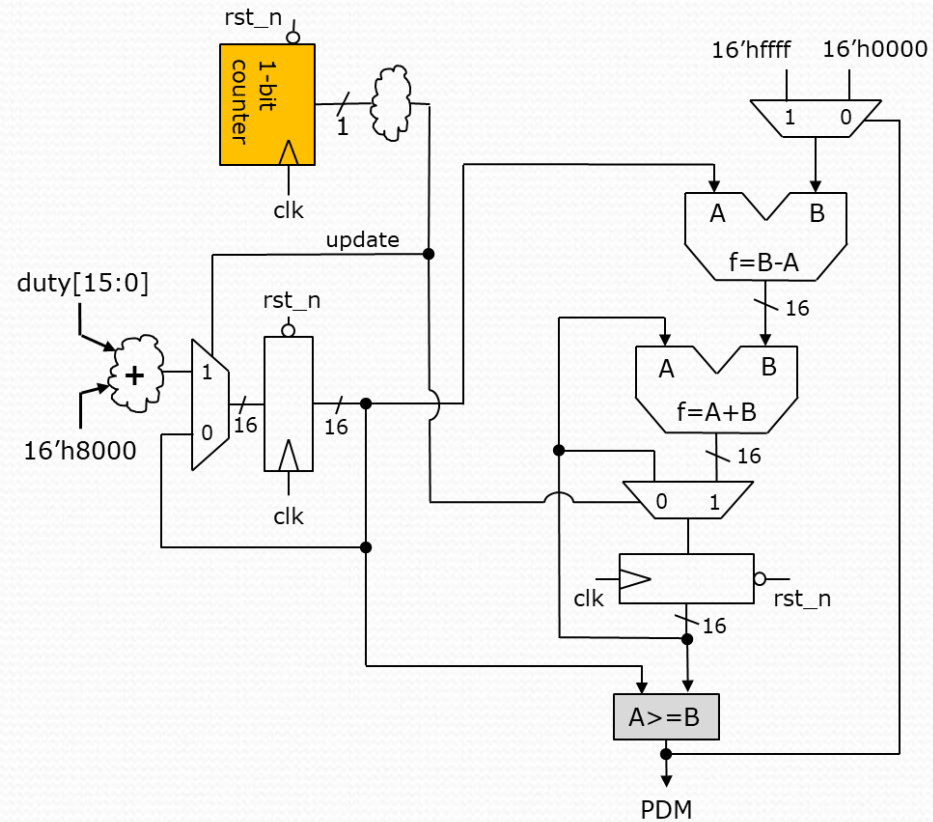 rst_n
1-bit
counter
1
clk
16’hffff 16’h0000
1 0
A B
f=B-A
16
update
duty[15:0]
rst_n
+
16’h8000
1
0
16
16
clk
A B
f=A+B
16
0 1
clk
rst_n
16
A>=B
PDM